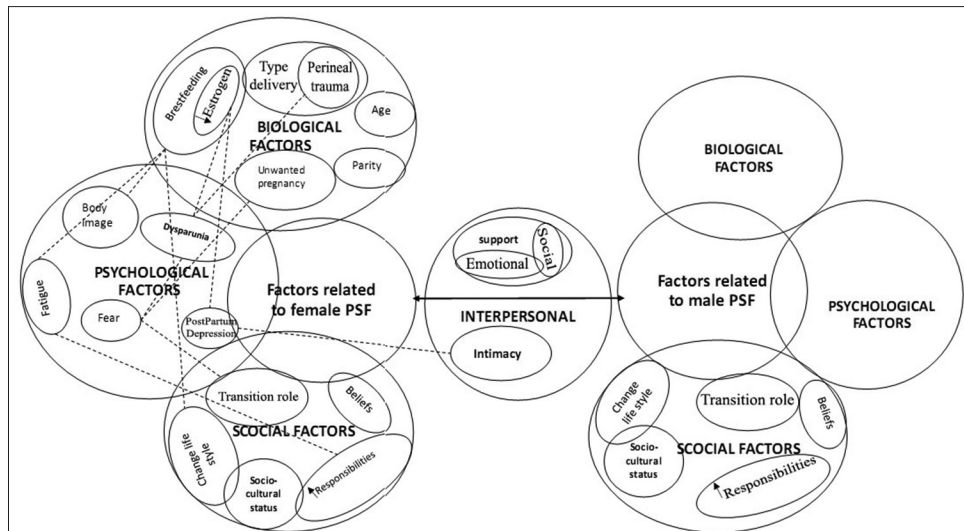 Brestfeeding
Estrogen
Type
delivery
Perineal
trauma
Age
BIOLOGICAL
FACTORS
Unwanted
pregnancy
Parity
Body
Image
Dysparunia
PSYCHOLOGICAL
FACTORS
Fatigue
Fear
PostPartum
Depression
Factors related
to female PSF
Transition role
Beliefs
SCOCIAL FACTORS
Change life
style
Socio-
cultural
status
Responsibilities
support
Social
Emotional
INTERPERSONAL
Intimacy
BIOLOGICAL
FACTORS
Factors related
to male PSF
PSYCHOLOGICAL
FACTORS
Change
life style
Transition role
Beliefs
SCOCIAL FACTORS
Socio-
cultural
status
Responsibilities